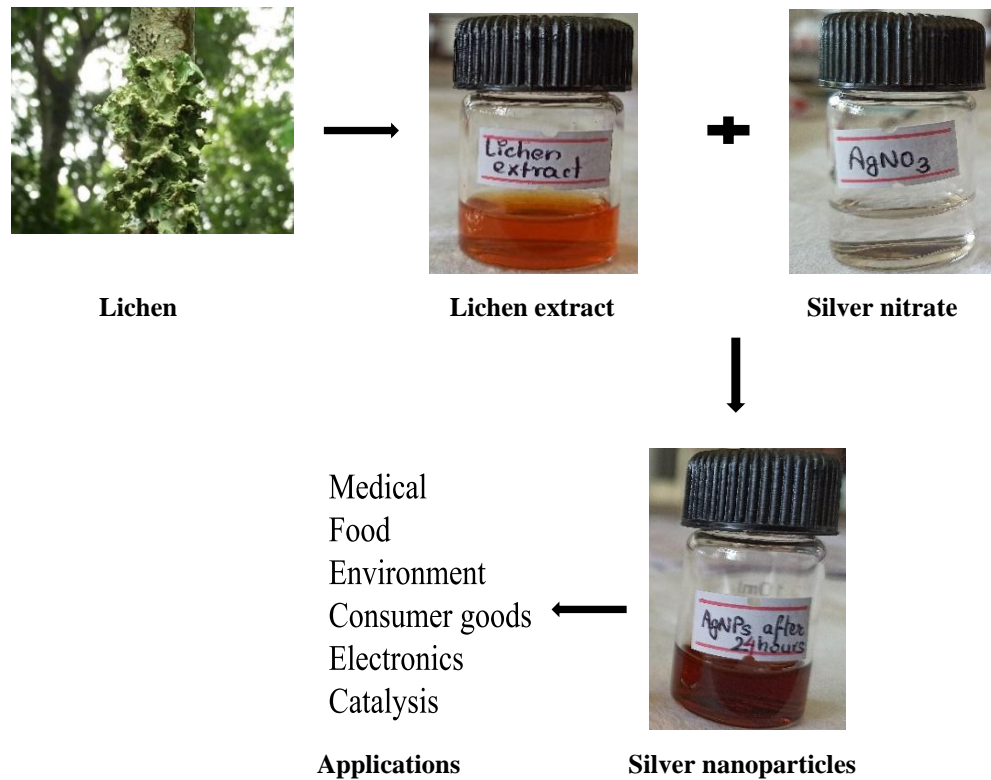 Lichen
extract
AgNO3
Lichen
Lichen extract
Silver nitrate
Medical
Food
Environment
Consumer goods
Electronics
Catalysis
AgNPs after
24hours
Applications
Silver nanoparticles